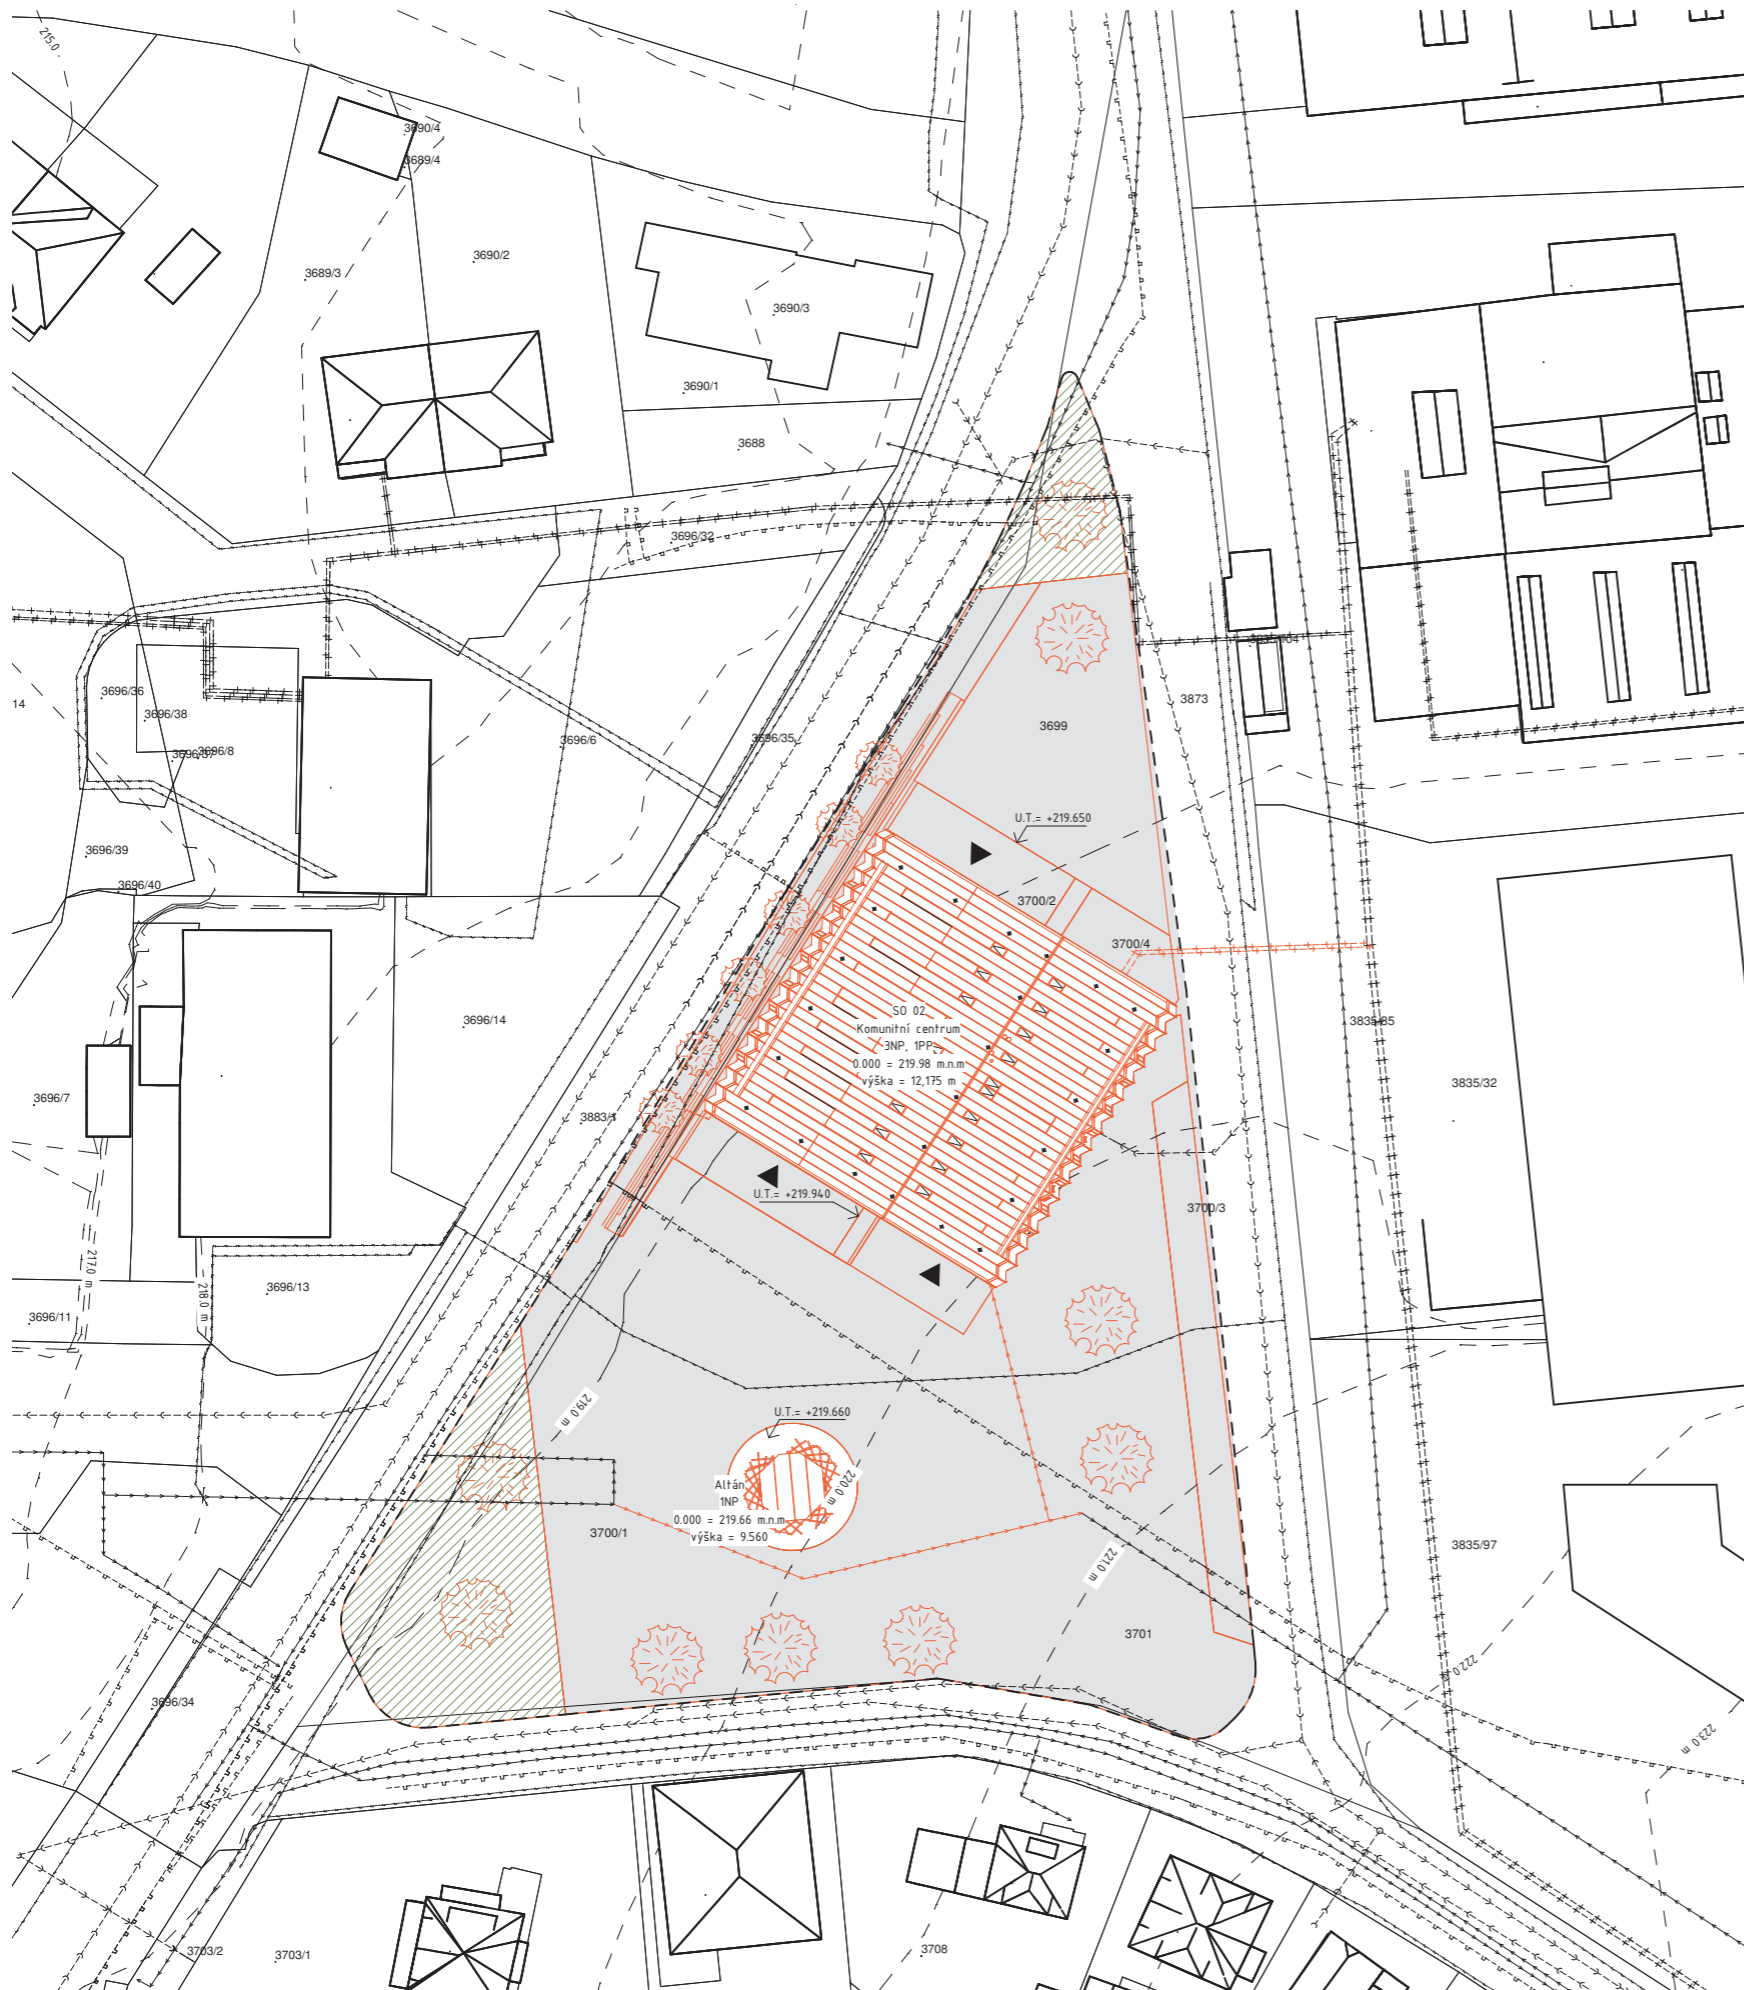 215.0
3690/4
3689/4
3690/2
3689/3
3690/3
3690/1
3688
3696/32
3696/36
14
3696/38
3696/37
3696/8
3696/6
3696/35
3699
3873
U.T.= +219.650
3696/39
3696/40
3700/2
3700/4
SO 02
Komunitní centrum
3NP, 1PP
0.000 = 219.98 m.n.m
výška = 12,175 m
3696/14
3835/85
3835/32
3696/7
3883/1
U.T.= +219.940
3700/3
217.0 m
218.0 m
3696/13
3696/11
219.0 m
U.T.= +219.660
Altán
1NP
0.000 = 219.66 m.n.m
výška = 9.560
220.0 m
3700/1
221.0 m
3835/97
3701
222.0 m
3696/34
223.0 m
3703/2
3703/1
3708